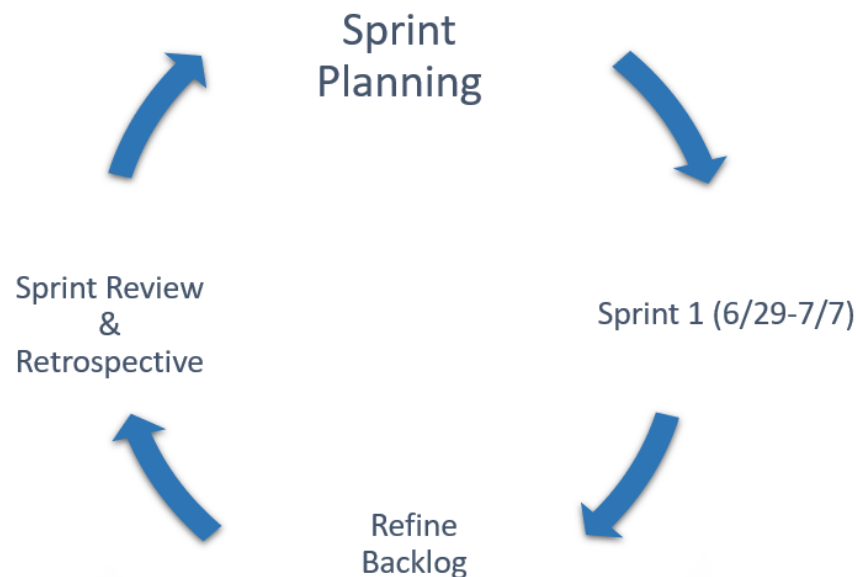 Sprint
Planning
Sprint 1 (6/29-7/7)
Refine
Backlog
Sprint Review
&
Retrospective